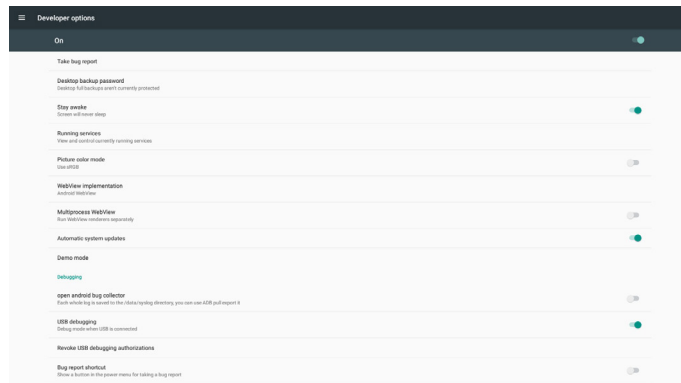 Developer options
On
Take bug report
Desktop backup password
Desktop full backups aren't currently protected
Stay awake
Screen will never sleep
Running services
View and control currently running services
Picture color mode
Use sRGB
WebView implementation
Android WebView
Multiprocess WebView
Run WebView renderers separately
Automatic system updates
Demo mode
Debugging
open android bug collector
Each whole log is saved to the /data/syslog directory, you can use ADB pull export it
USB debugging
Debug mode when USB is connected
Revoke USB debugging authorizations
Bug report shortcut
Show a button in the power menu for taking a bug report